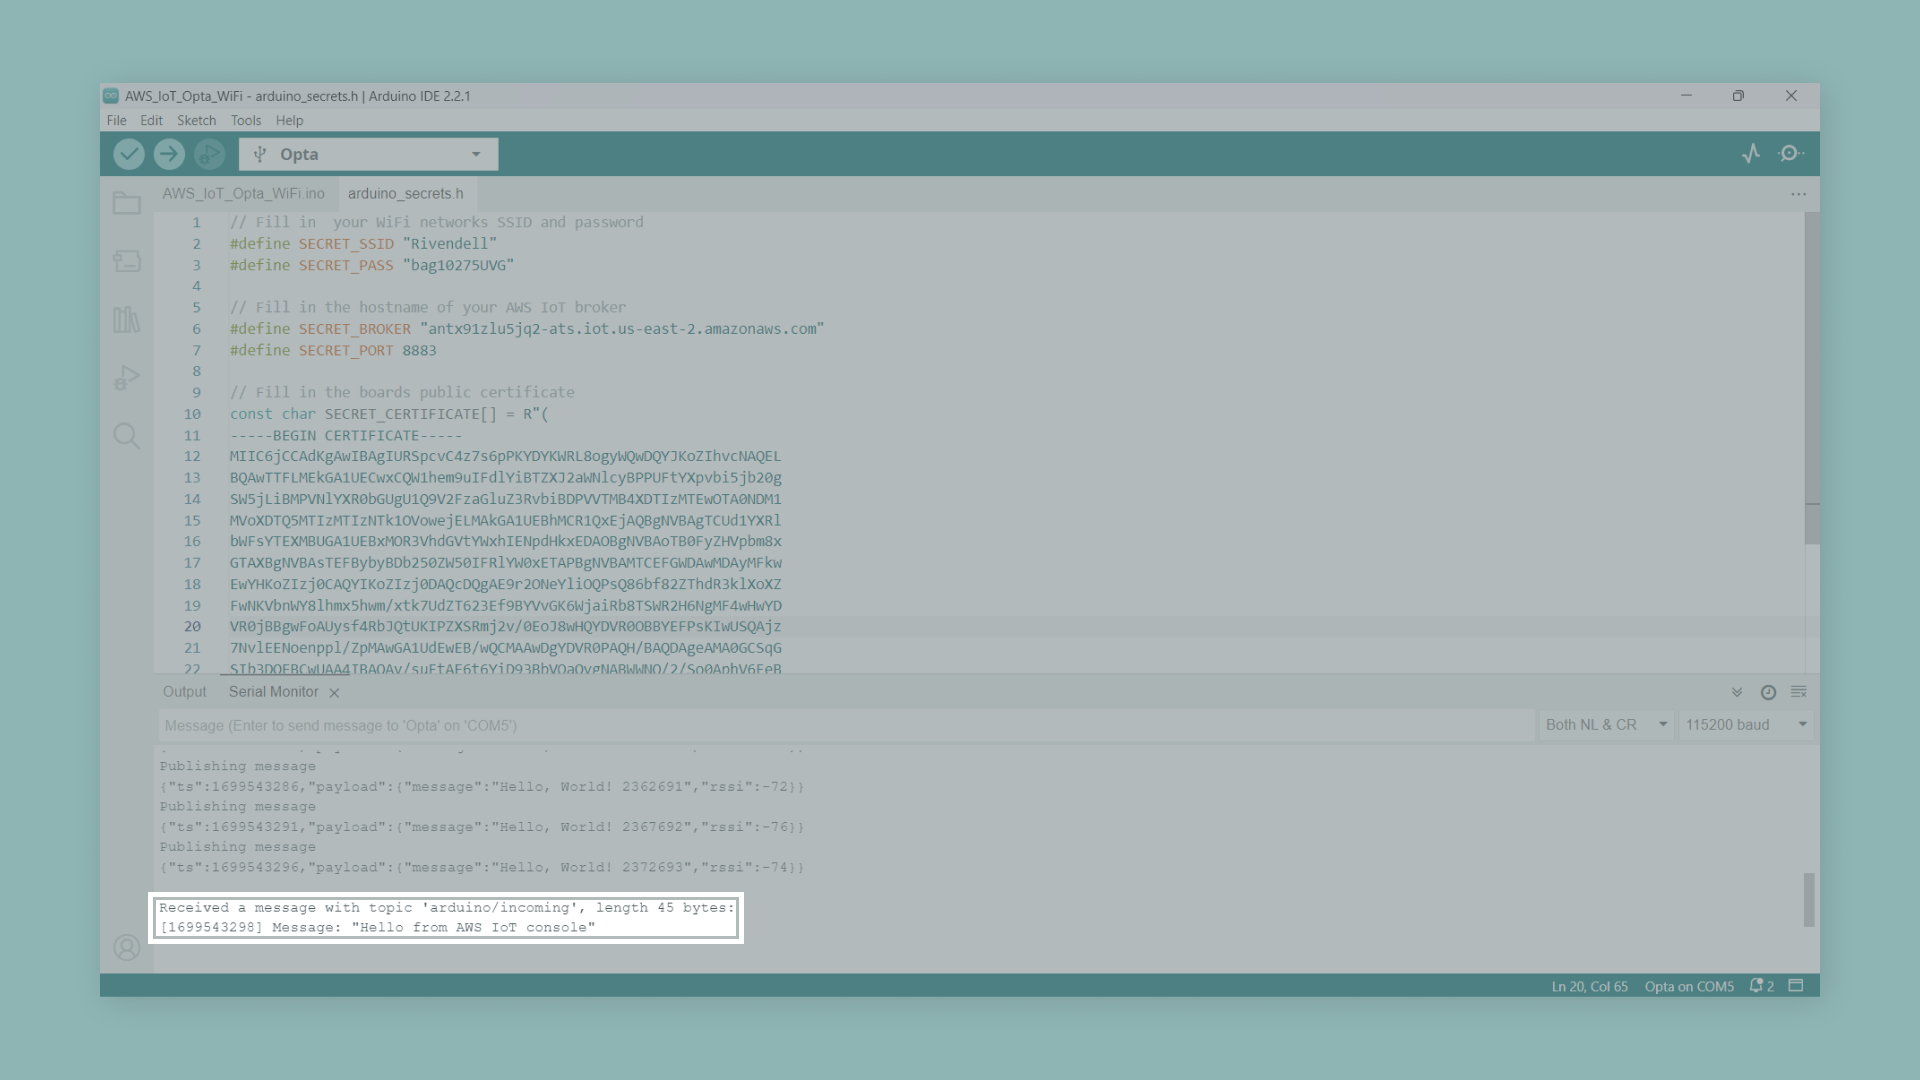 AWS_IoT_Opta_WiFi - arduino_secrets.h | Arduino IDE 2.2.1
File Edit Sketch Tools Help
Opta
AWS_IoT_Opta_WiFi.ino arduino_secrets.h
1 // Fill in  your WiFi networks SSID and password
2 #define SECRET_SSID "Rivendell"
3 #define SECRET_PASS "bag10275UVG"
4
5 // Fill in the hostname of your AWS IoT broker
6 #define SECRET_BROKER "antx91zlu5jq2-ats.iot.us-east-2.amazonaws.com"
7 #define SECRET_PORT 8883
8
9 // Fill in the boards public certificate
10 const char SECRET_CERTIFICATE[] = R"(
11 -----BEGIN CERTIFICATE-----
12 MIIC6jCCAdKgAwIBAgIURSpcvC4z7s6pPKYDYKWRL8ogyWQwDQYJKoZIhvcNAQEL
13 BQAwTTFLMEkGA1UECwxCQW1hem9uIFdlYiBTZXJ2aWNlcyBPPUFtYXpvbi5jb20g
14 SW5jLiBMPVNlYXR0bGUgU1Q9V2FzaGluZ3RvbiBDPVVTMB4XDTIzMTEwOTA0NDM1
15 MVoXDTQ5MTIzMTIzNTk1OVowejELMAkGA1UEBhMCR1QxEjAQBgNVBAgTCUd1YXRl
16 bWFsYTEXMBUGA1UEBxMOR3VhdGVtYWxhIENpdHkxEDAOBgNVBAoTB0FyZHVpbm8x
17 GTAXBgNVBAsTEFBybyBDb250ZW50IFRlYW0xETAPBgNVBAMTCEFGWDAwMDAyMFkw
18 EwYHKoZIzj0CAQYIKoZIzj0DAQcDQgAE9r2ONeYliOQPsQ86bf82ZThdR3klXoXZ
19 FwNKVbnWY8lhmx5hwm/xtk7UdZT623Ef9BYVvGK6WjaiRb8TSWR2H6NgMF4wHwYD
20 VR0jBBgwFoAUysf4RbJQtUKIPZXSRmj2v/0EoJ8wHQYDVR0OBBYEFPsKIwUSQAjz
21 7NvlEENoenppl/ZpMAwGA1UdEwEB/wQCMAAwDgYDVR0PAQH/BAQDAgeAMA0GCSqG
22
Output Serial Monitor
Message (Enter to send message to 'Opta' on 'COM5') Both NL & CR 115200 baud
Publishing message
{"ts":1699543286,"payload":{"message":"Hello, World! 2362691","rssi":-72}}
Publishing message
{"ts":1699543291,"payload":{"message":"Hello, World! 2367692","rssi":-76}}
Publishing message
{"ts":1699543296,"payload":{"message":"Hello, World! 2372693","rssi":-74}}
Received a message with topic 'arduino/incoming', length 45 bytes:
[1699543298] Message: "Hello from AWS IoT console"
Ln 20, Col 65 Opta on COM5 2